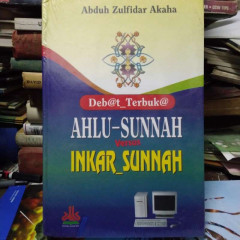 Abduh Zulfidar Akaha
Deb@t_Terbuk@
AHLU-SUNNAH
INKAR_SUNNAH